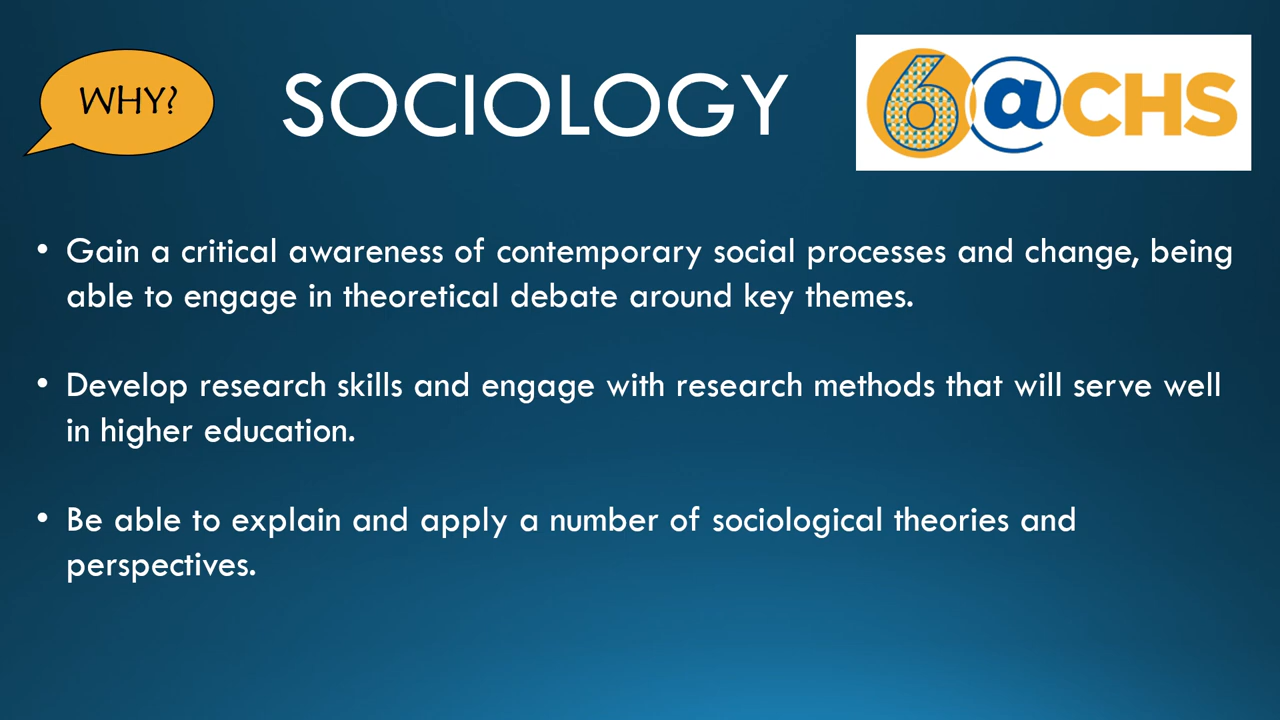 WHY?
SOCIOLOGY
6@CHS
• Gain a critical awareness of contemporary social processes and change, being
able to engage in theoretical debate around key themes.
• Develop research skills and engage with research methods that will serve well
in higher education.
• Be able to explain and apply a number of sociological theories and
perspectives.